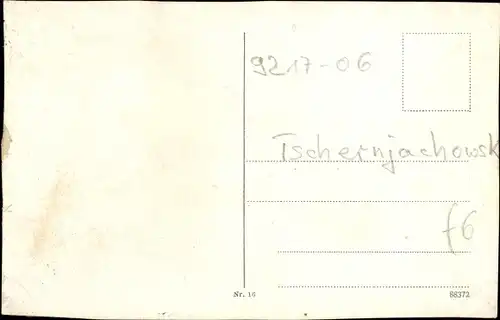 9217-06
Tschernjachowsk
f6
Nr. 16
88372